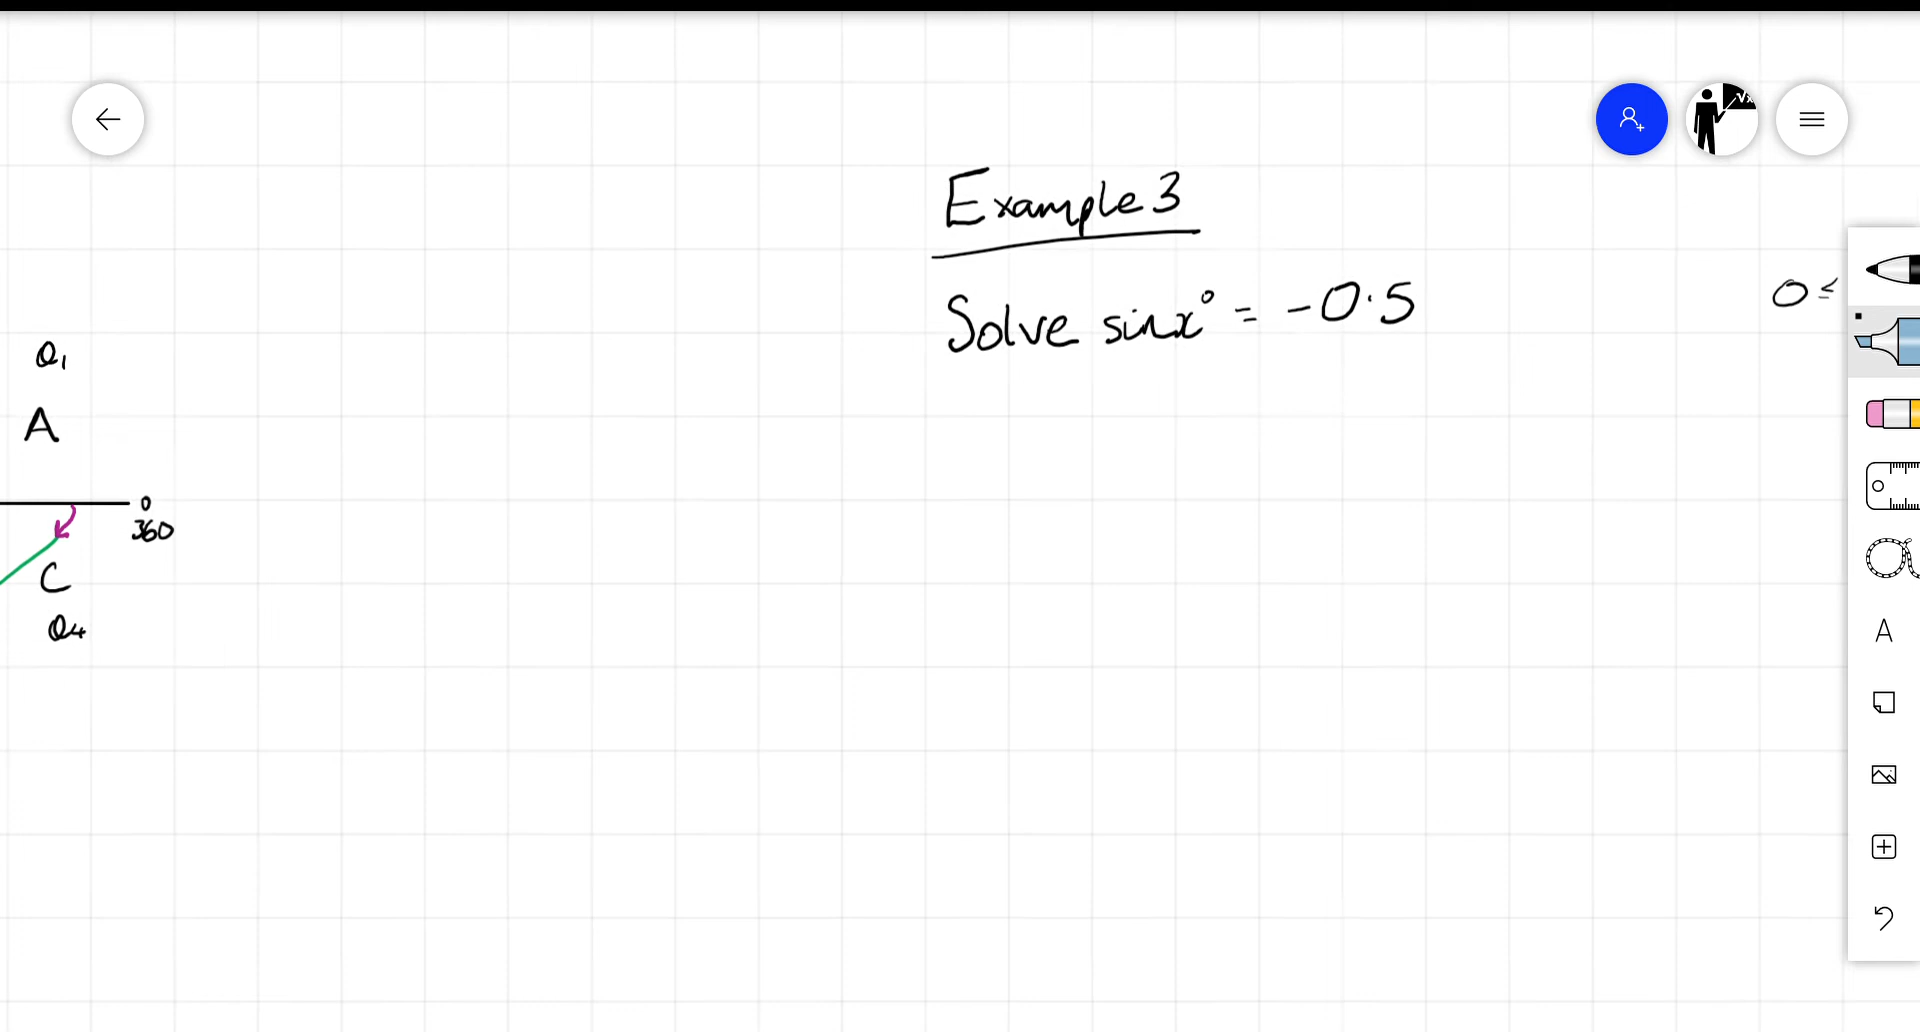 √x
Example 3
Solve sinx° = -0.5
0 ≤
Q1
A
0
360
C
Q4
A